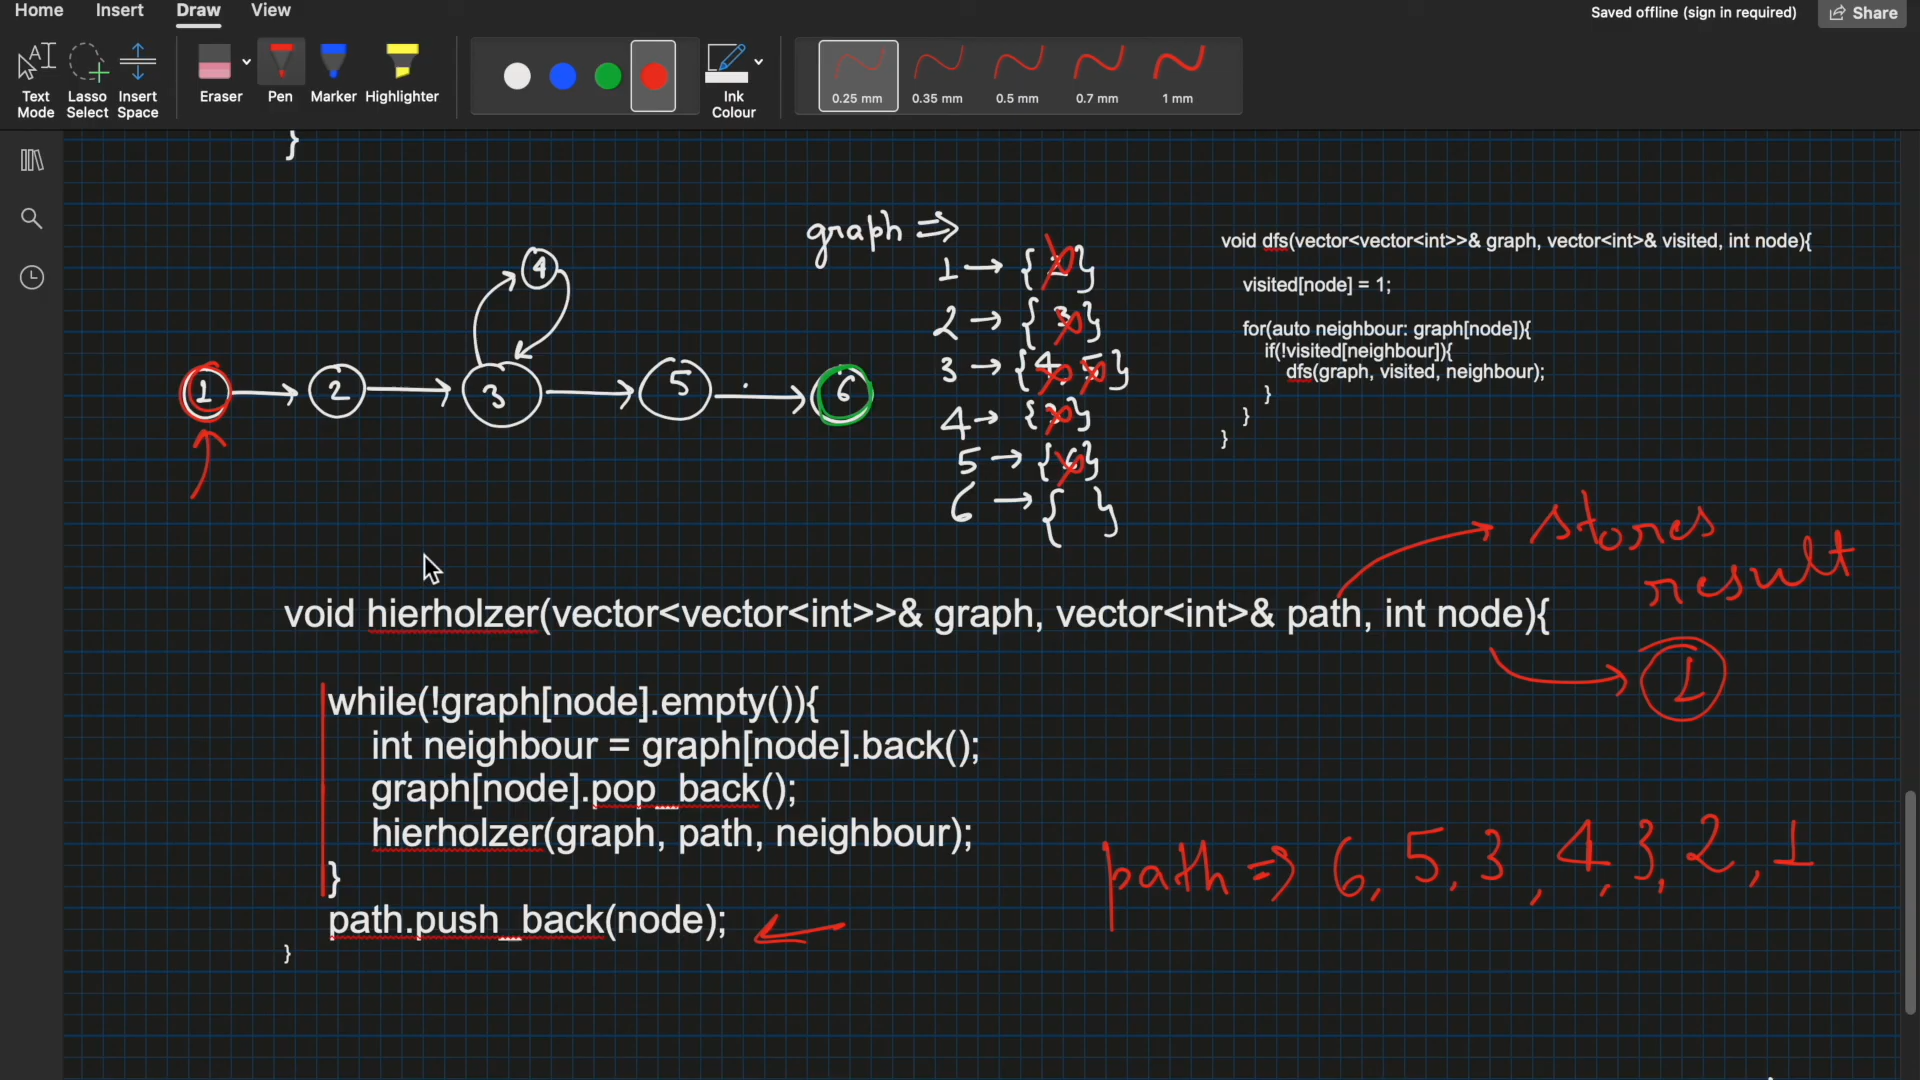 Home Insert Draw View
Saved offline (sign in required) Share
Text Mode
Lasso Select
Insert Space
Eraser
Pen
Marker
Highlighter
Ink Colour
0.25 mm 0.35 mm 0.5 mm 0.7 mm 1 mm
}
graph ⇒
1 → { }
2 → { 3 }
3 → { 4, 5 }
4 → { }
5 → { }
6 → { }
4
1 2 3 5 6
void dfs(vector<vector<int>>& graph, vector<int>& visited, int node){
visited[node] = 1;
for(auto neighbour: graph[node]){
if(!visited[neighbour]){
dfs(graph, visited, neighbour);
}
}
}
stores
result
void hierholzer(vector<vector<int>>& graph, vector<int>& path, int node){
1
while(!graph[node].empty()){
int neighbour = graph[node].back();
graph[node].pop_back();
hierholzer(graph, path, neighbour);
}
path.push_back(node);
}
path ⇒ 6, 5, 3, 4, 3, 2, 1